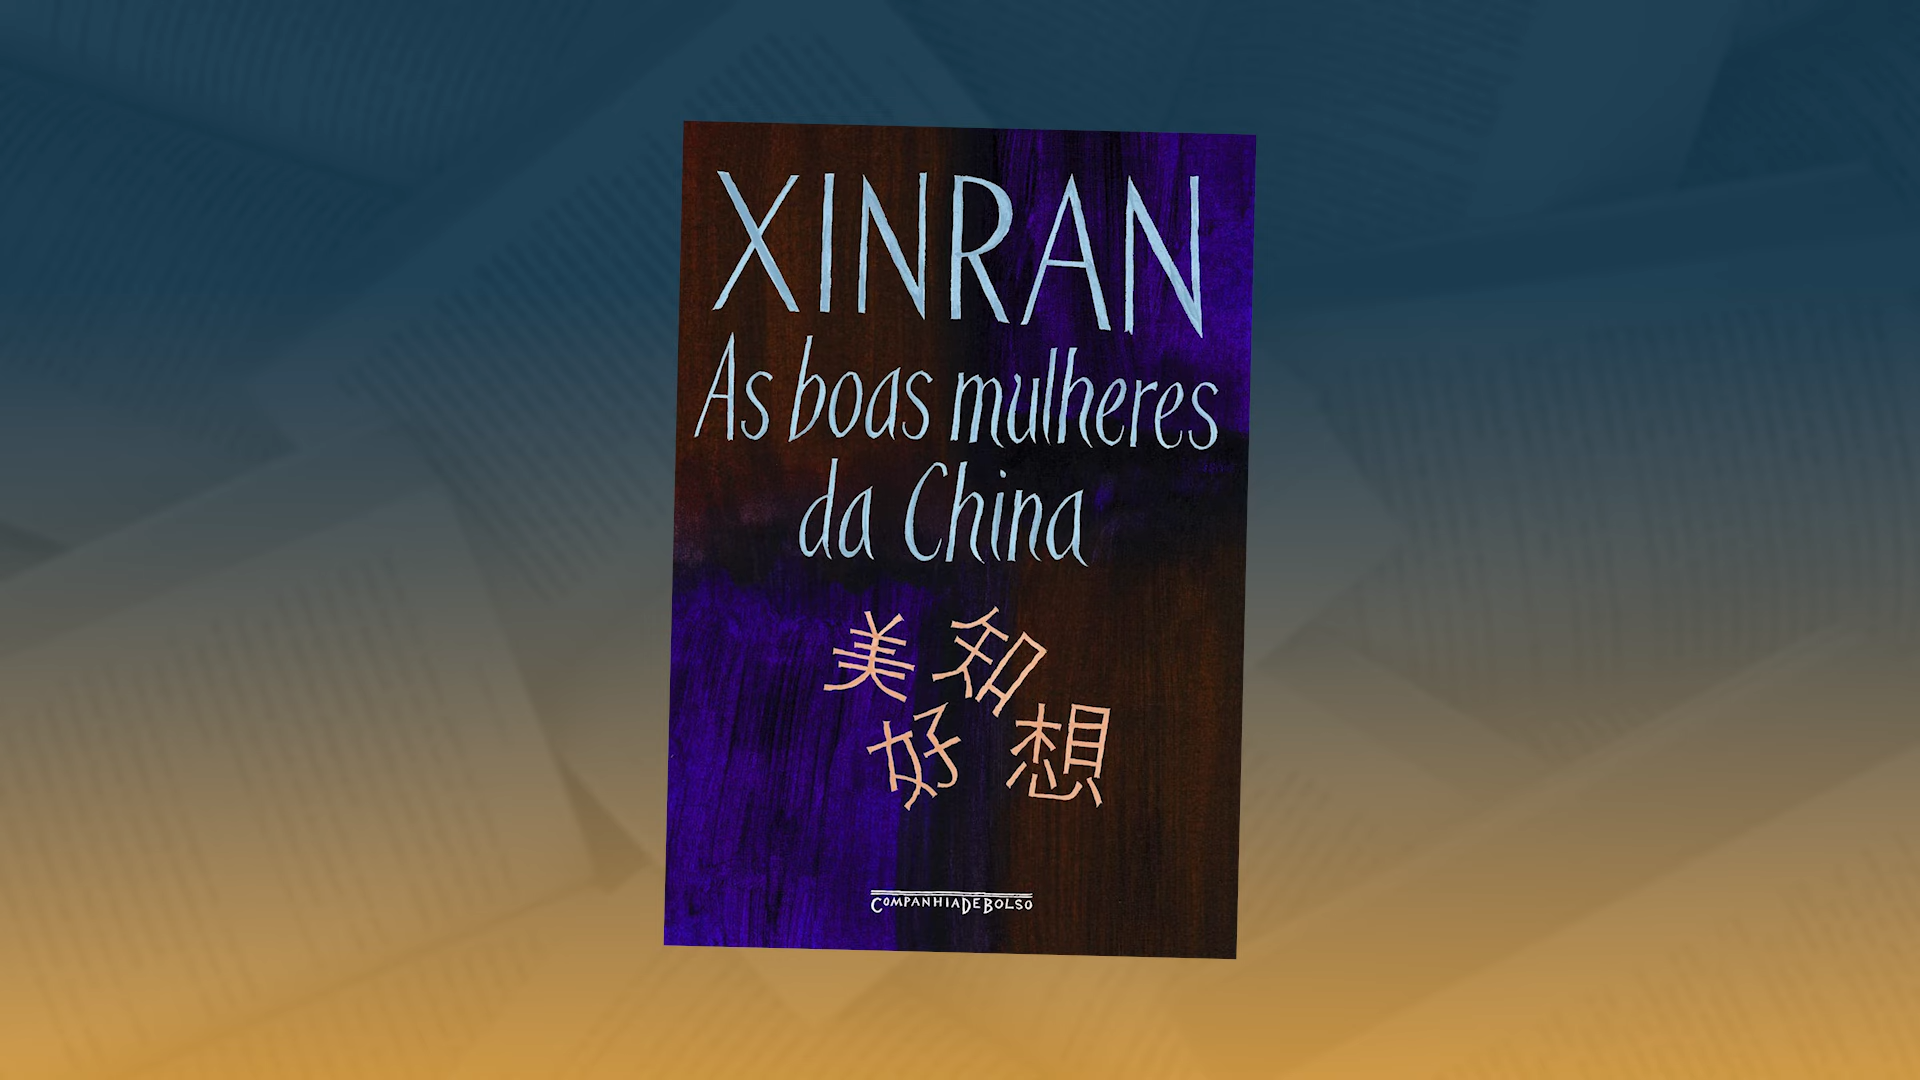 XINRAN
As boas mulheres
da China
美知
好想
COMPANHIADEBOLSO